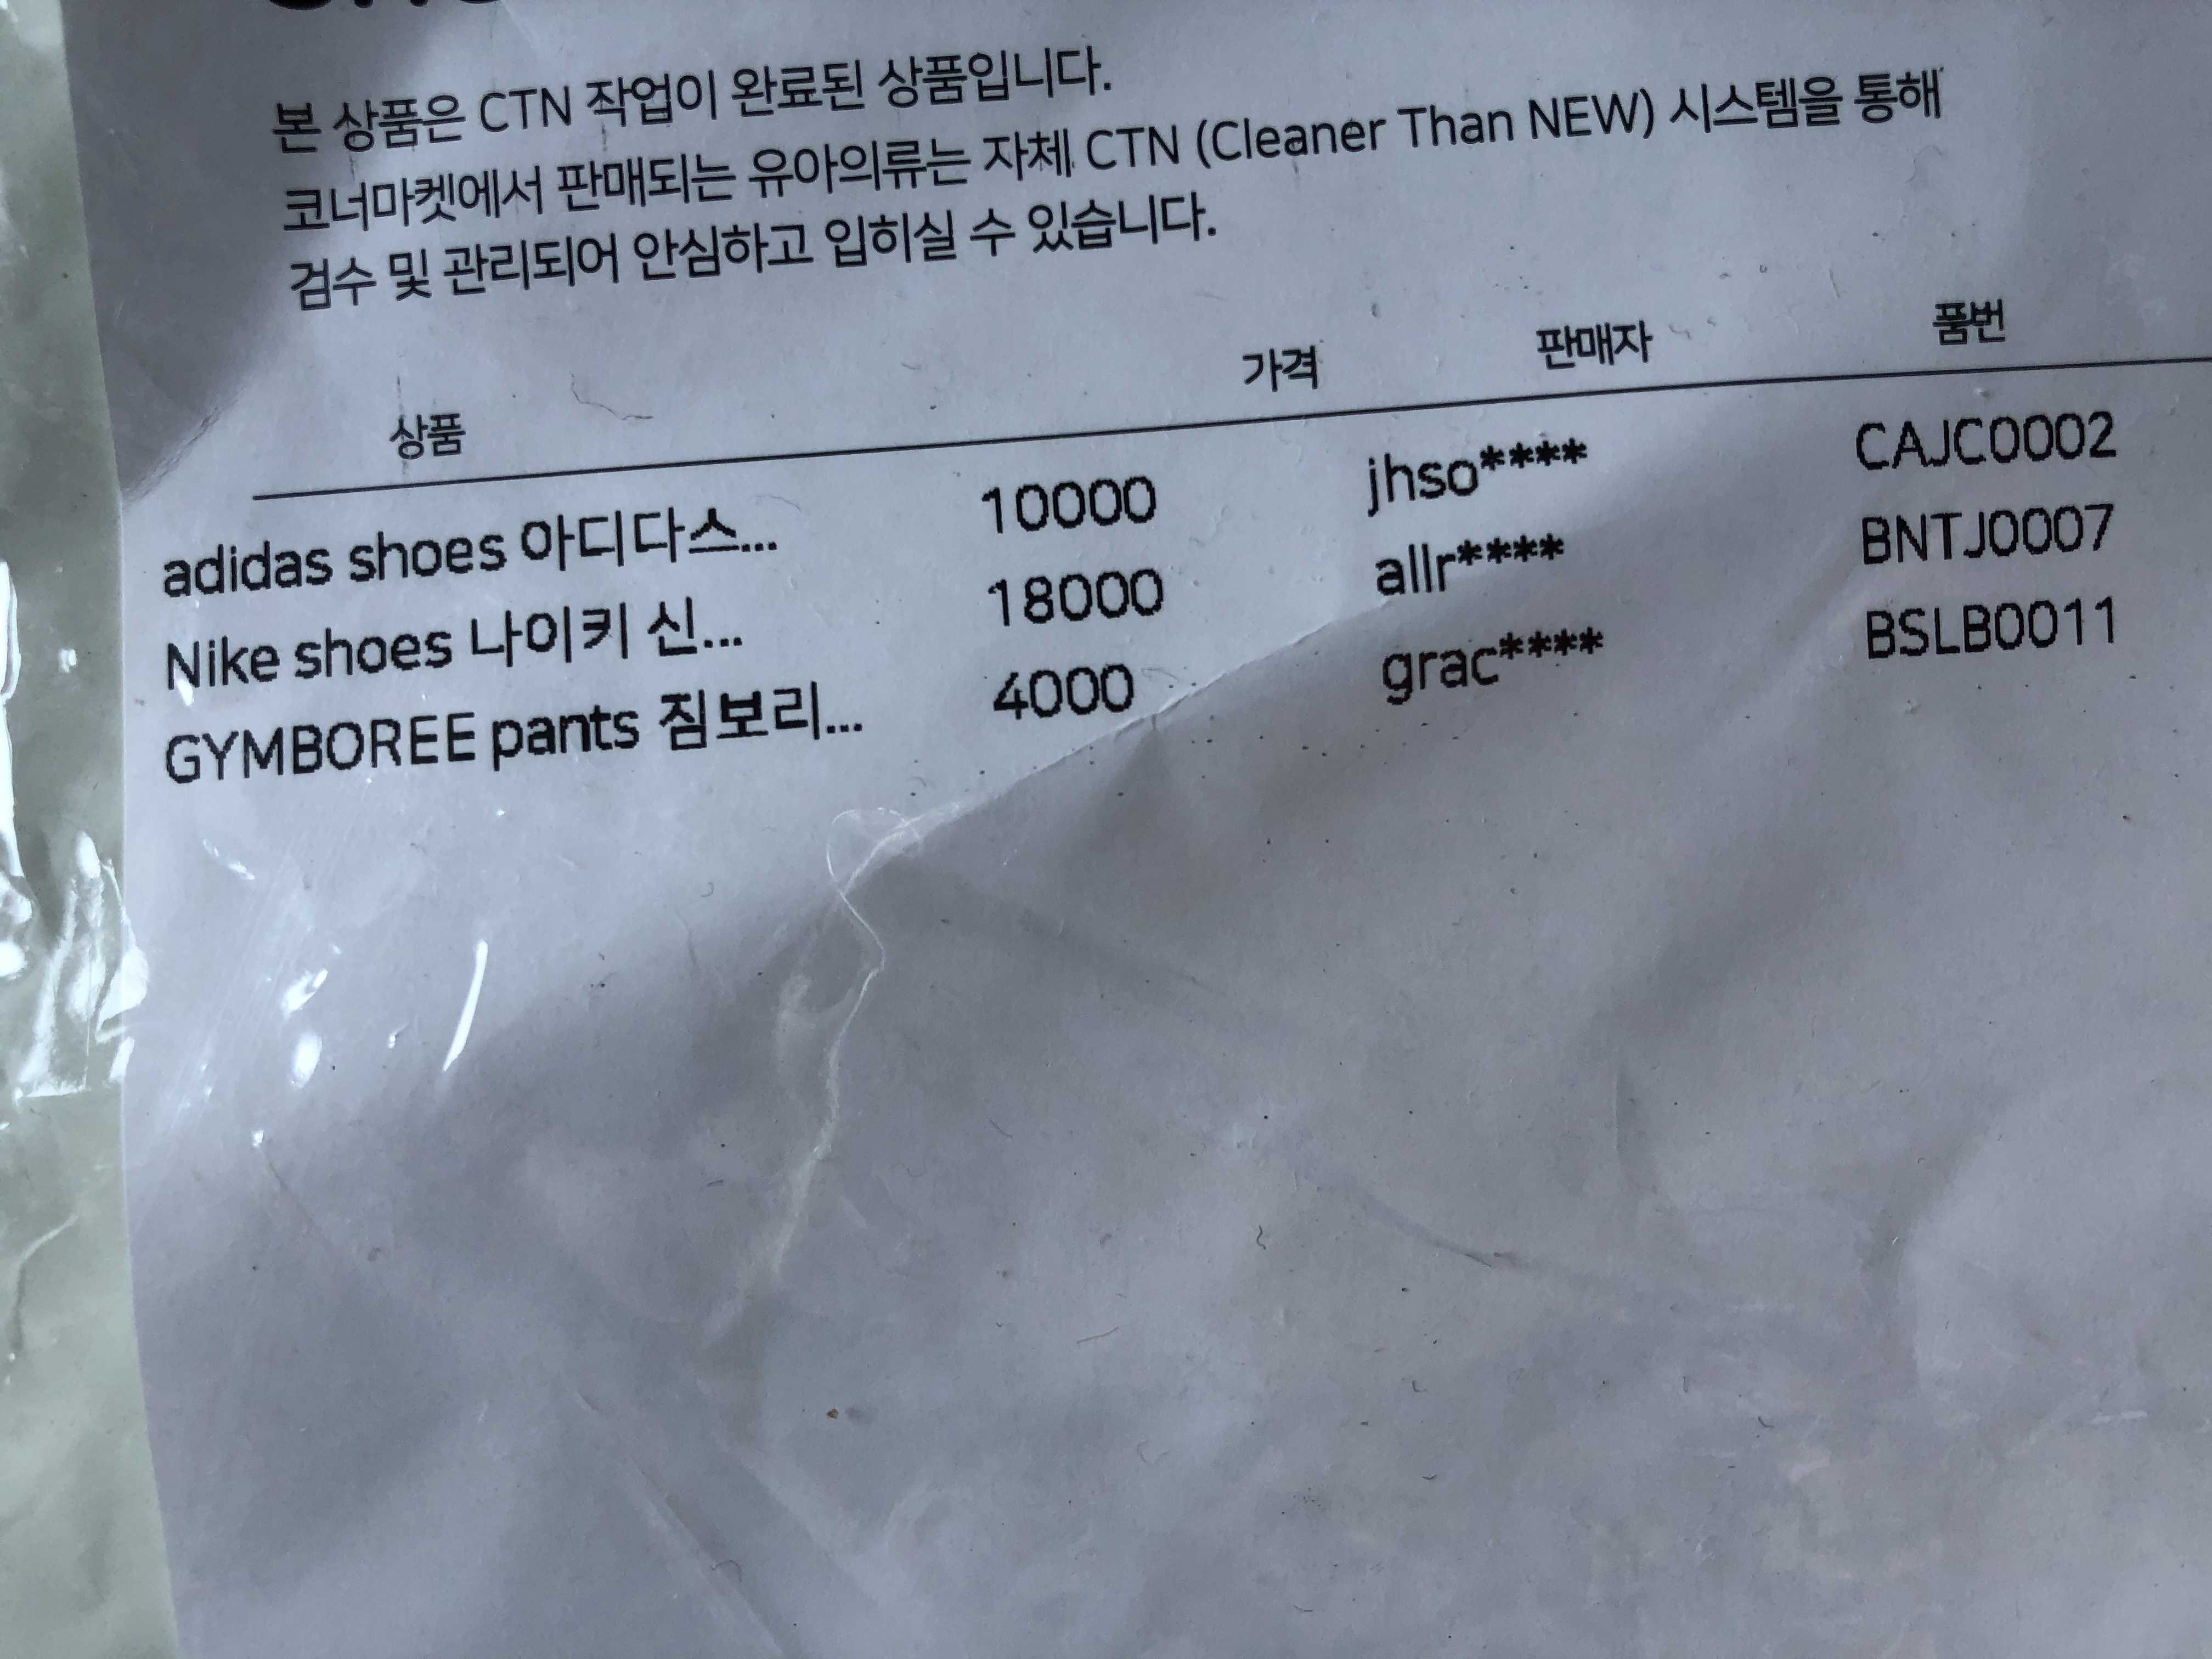 본 상품은 CTN 작업이 완료된 상품입니다.
코너마켓에서 판매되는 유아의류는 자체 CTN (Cleaner Than NEW) 시스템을 통해
검수 및 관리되어 안심하고 입히실 수 있습니다.
상품 가격 판매자 품번
adidas shoes 아디다스... 10000 jhso**** CAJC0002
Nike shoes 나이키 신... 18000 allr**** BNTJ0007
GYMBOREE pants 짐보리... 4000 grac**** BSLB0011